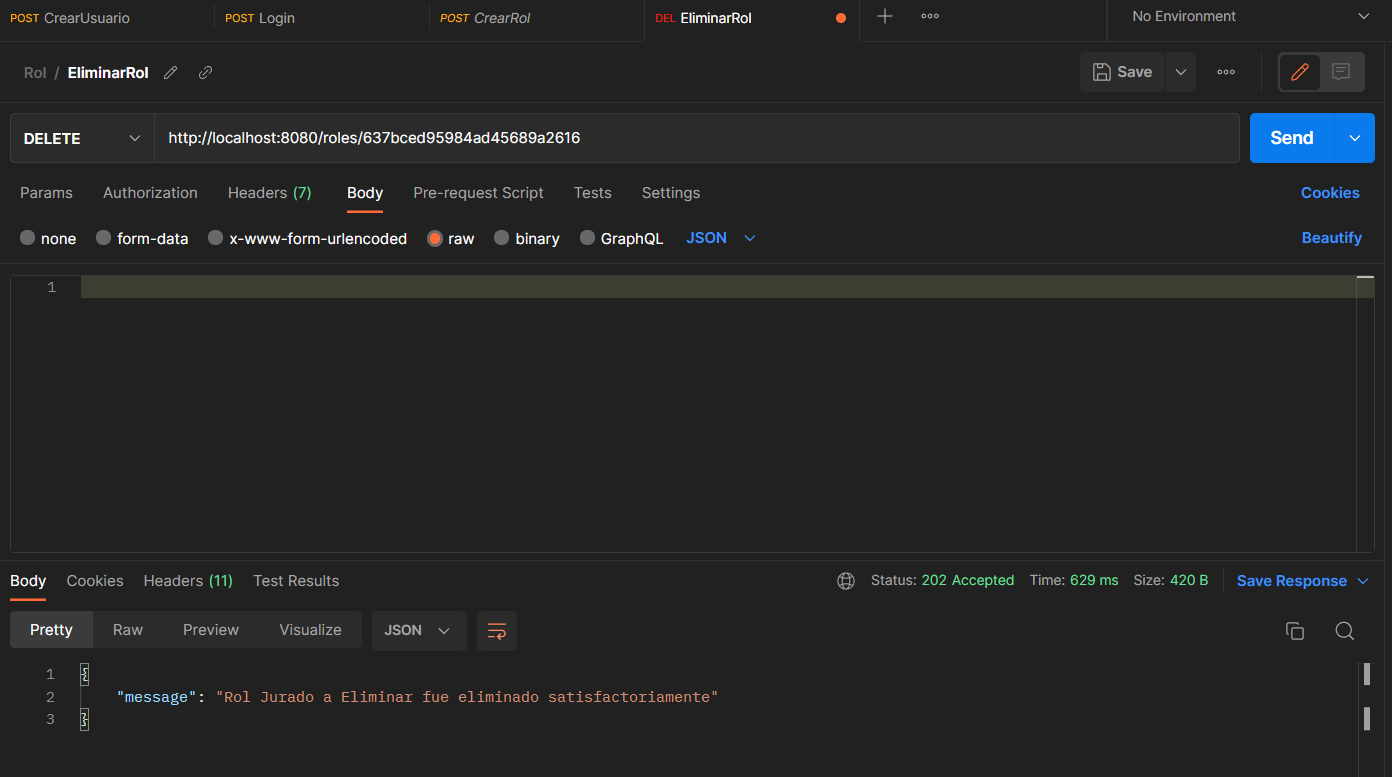 POST CrearUsuario POST Login POST CrearRol DEL EliminarRol No Environment
Rol / EliminarRol Save
DELETE http://localhost:8080/roles/637bced95984ad45689a2616 Send
Params Authorization Headers (7) Body Pre-request Script Tests Settings Cookies
none form-data x-www-form-urlencoded raw binary GraphQL JSON Beautify
1
Body Cookies Headers (11) Test Results Status: 202 Accepted Time: 629 ms Size: 420 B Save Response
Pretty Raw Preview Visualize JSON
1 {
2 "message": "Rol Jurado a Eliminar fue eliminado satisfactoriamente"
3 }